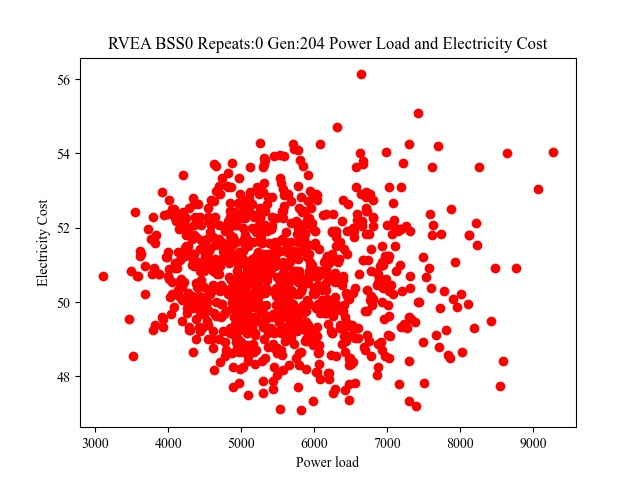 RVEA BSS0 Repeats:0 Gen:204 Power Load and Electricity Cost
56
54
52
50
48
Electricity Cost
3000 4000 5000 6000 7000 8000 9000
Power load